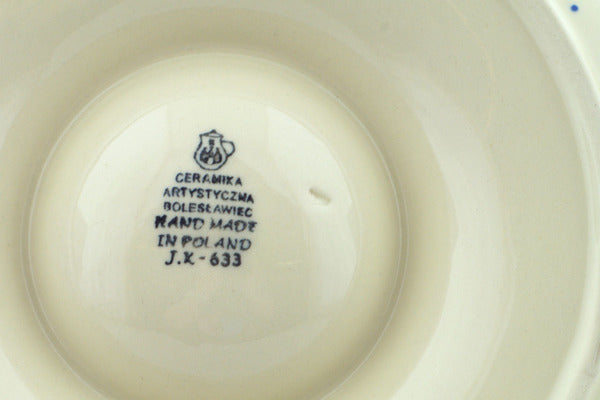 CERAMIKA
ARTYSTYCZNA
BOLESŁAWIEC
HAND MADE
IN POLAND
J.K - 633